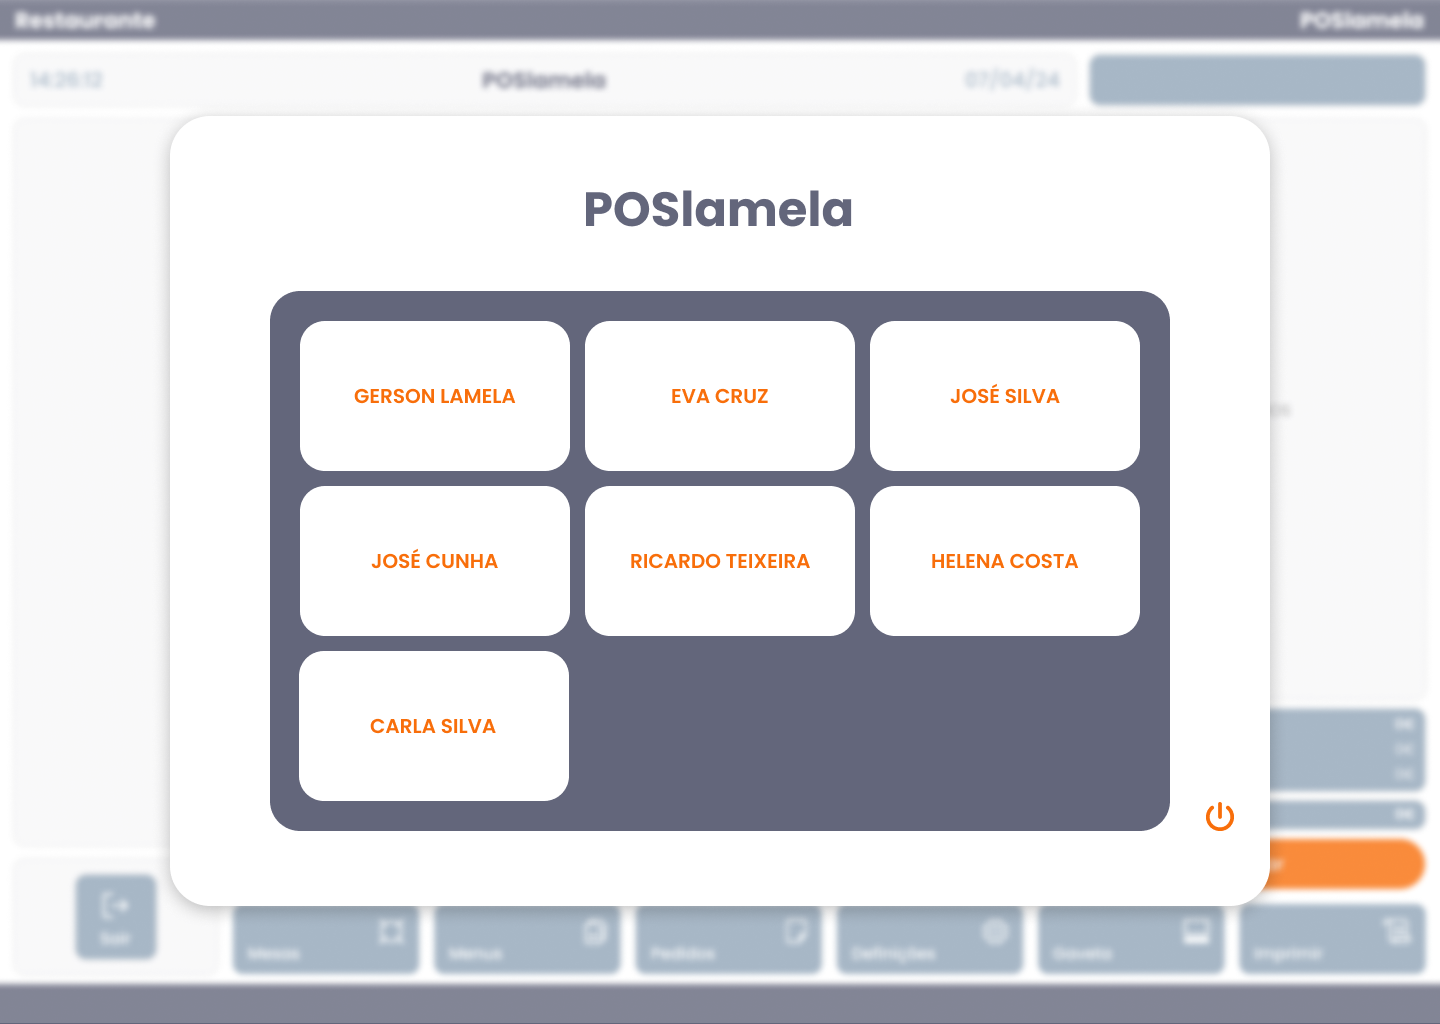 Restaurante
POSlamela
14:26:12
POSlamela
07/04/24
POSlamela
GERSON LAMELA
EVA CRUZ
JOSÉ SILVA
JOSÉ CUNHA
RICARDO TEIXEIRA
HELENA COSTA
CARLA SILVA
Sair
Mesas
Menus
Pedidos
Definições
Gaveta
Imprimir